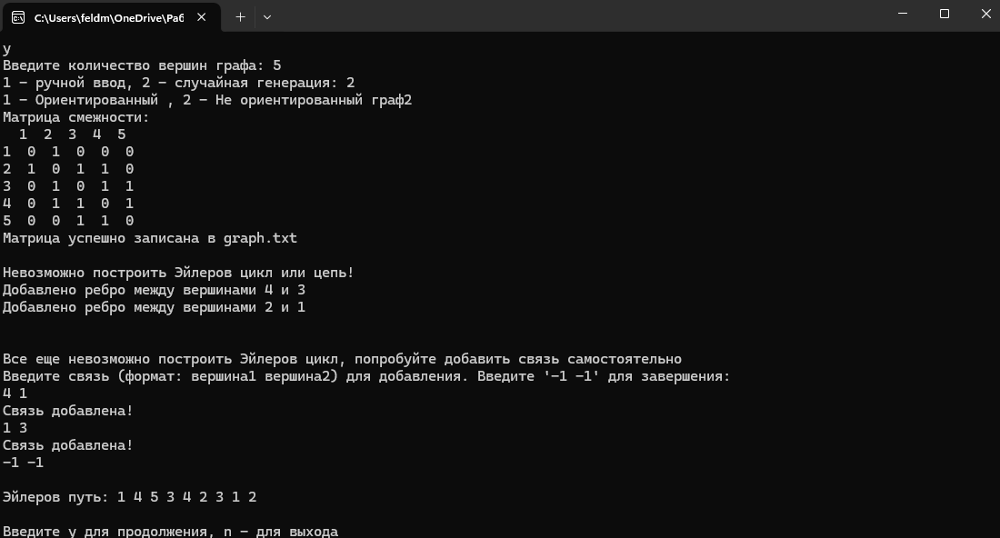 C:\Users\feldm\OneDrive\Раб
y
Введите количество вершин графа: 5
1 - ручной ввод, 2 - случайная генерация: 2
1 - Ориентированный , 2 - Не ориентированный граф2
Матрица смежности:
1 2 3 4 5
1 0 1 0 0 0
2 1 0 1 1 0
3 0 1 0 1 1
4 0 1 1 0 1
5 0 0 1 1 0
Матрица успешно записана в graph.txt
Невозможно построить Эйлеров цикл или цепь!
Добавлено ребро между вершинами 4 и 3
Добавлено ребро между вершинами 2 и 1
Все еще невозможно построить Эйлеров цикл, попробуйте добавить связь самостоятельно
Введите связь (формат: вершина1 вершина2) для добавления. Введите '-1 -1' для завершения:
4 1
Связь добавлена!
1 3
Связь добавлена!
-1 -1
Эйлеров путь: 1 4 5 3 4 2 3 1 2
Введите y для продолжения, n - для выхода